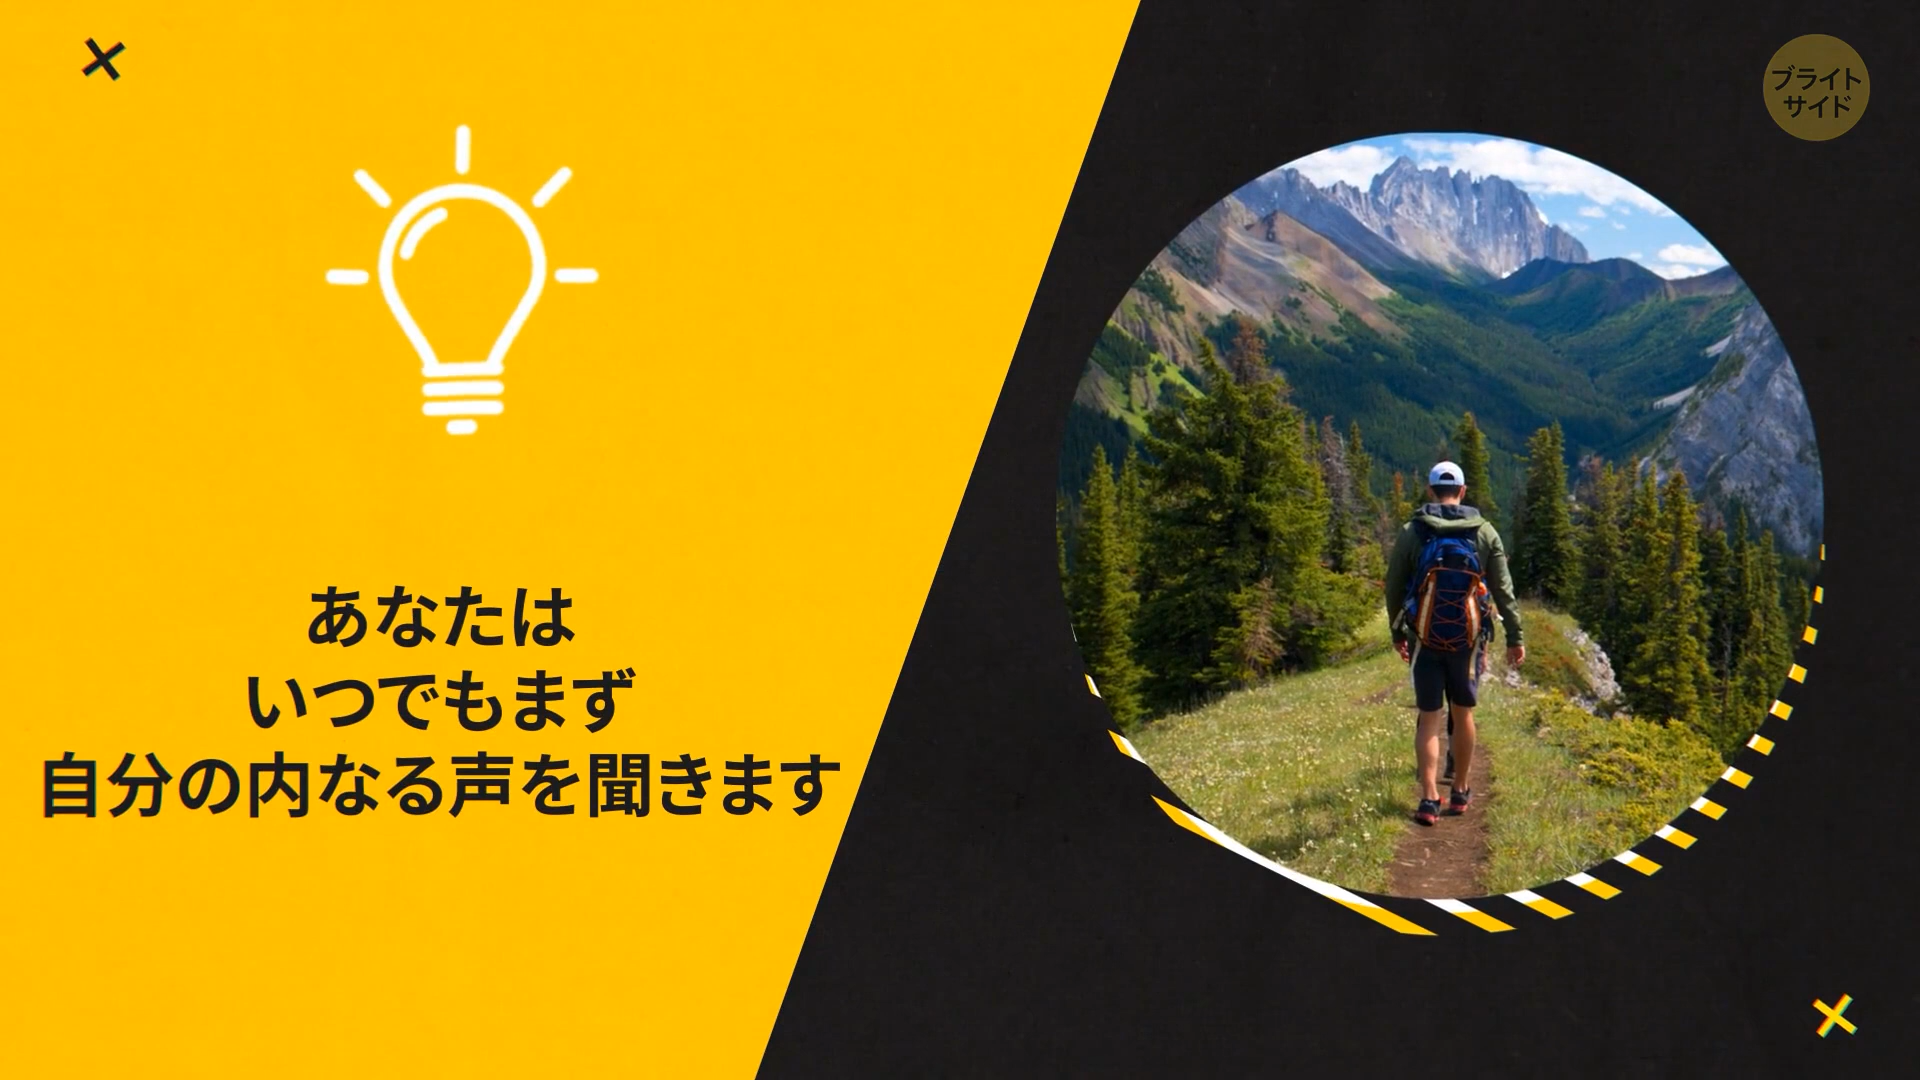 ブライト
サイド
あなたは
いつでもまず
自分の内なる声を聞きます